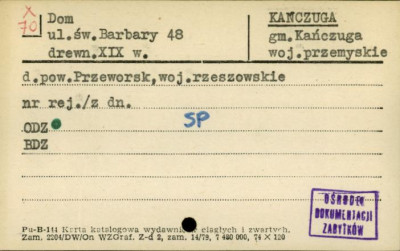 X
70
Dom
ul.św.Barbary 48
drewn.XIX w.
KAŃCZUGA
gm.Kańczuga
woj.przemyskie
d.pow.Przeworsk,woj.rzeszowskie
nr rej./z dn.
ODZ
SP
BDZ
Pu-B-144 Karta katalogowa wydawnictw ciągłych i zwartych.
Zam. 2204/DW/On WZGraf. Z-d 2, zam. 14/79, 7 480 000, 74 X 120
OŚRODEK
DOKUMENTACJI
ZABYTKÓW